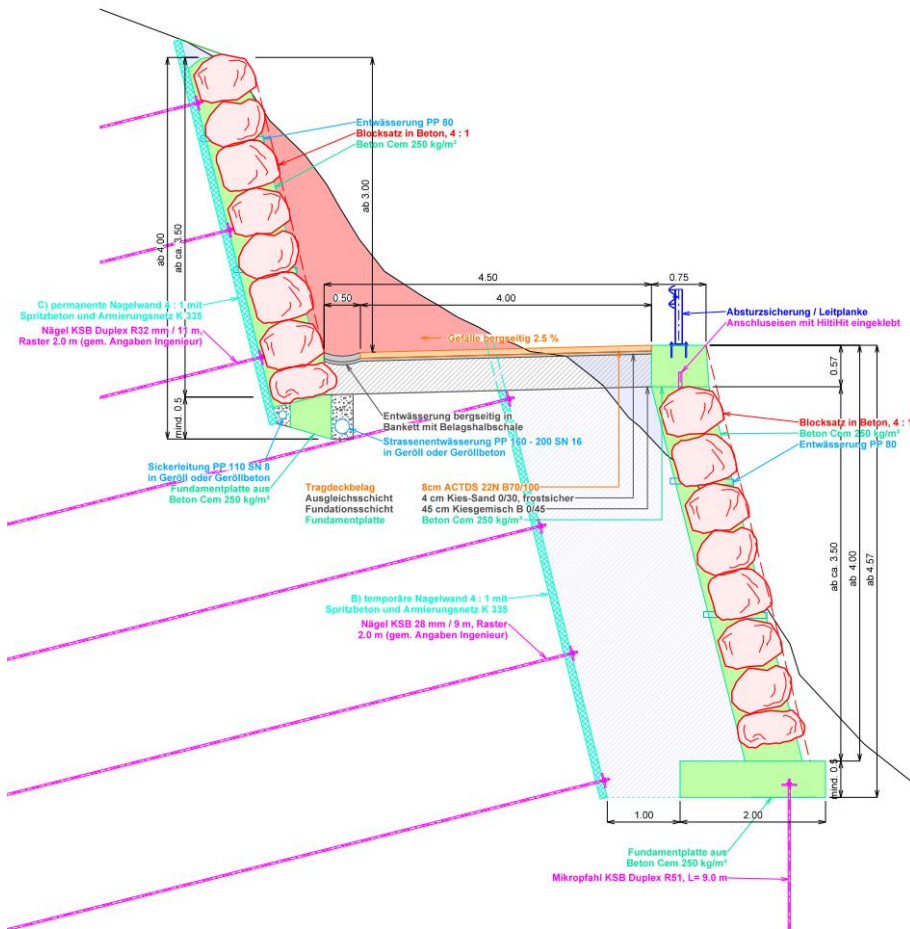 Entwässerung PP 80
Blocksatz in Beton, 4 : 1
Beton Cem 250 kg/m³
ab 4.00
ab ca. 3.50
ab 3.00
4.50
0.75
0.50
4.00
C) permanente Nagelwand 4 : 1 mit
Spritzbeton und Armierungsnetz K 335
Nägel KSB Duplex R32 mm / 11 m,
Raster 2.0 m (gem. Angaben Ingenieur)
Absturzsicherung / Leitplanke
Anschlusseisen mit HiltiHit eingeklebt
Gefälle bergseitig 2.5 %
0.57
mind. 0.5
Entwässerung bergseitig in
Bankett mit Belagshalbschale
Strassenentwässerung PP 160 - 200 SN 16
in Geröll oder Geröllbeton
Blocksatz in Beton, 4 : 1
Beton Cem 250 kg/m³
Entwässerung PP 80
Sickerleitung PP 110 SN 8
in Geröll oder Geröllbeton
Fundamentplatte aus
Beton Cem 250 kg/m³
Tragdeckbelag 8cm ACTDS 22N B70/100
Ausgleichsschicht 4 cm Kies-Sand 0/30, frostsicher
Fundationsschicht 45 cm Kiesgemisch B 0/45
Fundamentplatte Beton Cem 250 kg/m³
ab ca. 3.50
ab 4.00
ab 4.57
B) temporäre Nagelwand 4 : 1 mit
Spritzbeton und Armierungsnetz K 335
Nägel KSB 28 mm / 9 m, Raster
2.0 m (gem. Angaben Ingenieur)
mind. 0.5
1.00
2.00
Fundamentplatte aus
Beton Cem 250 kg/m³
Mikropfahl KSB Duplex R51, L= 9.0 m